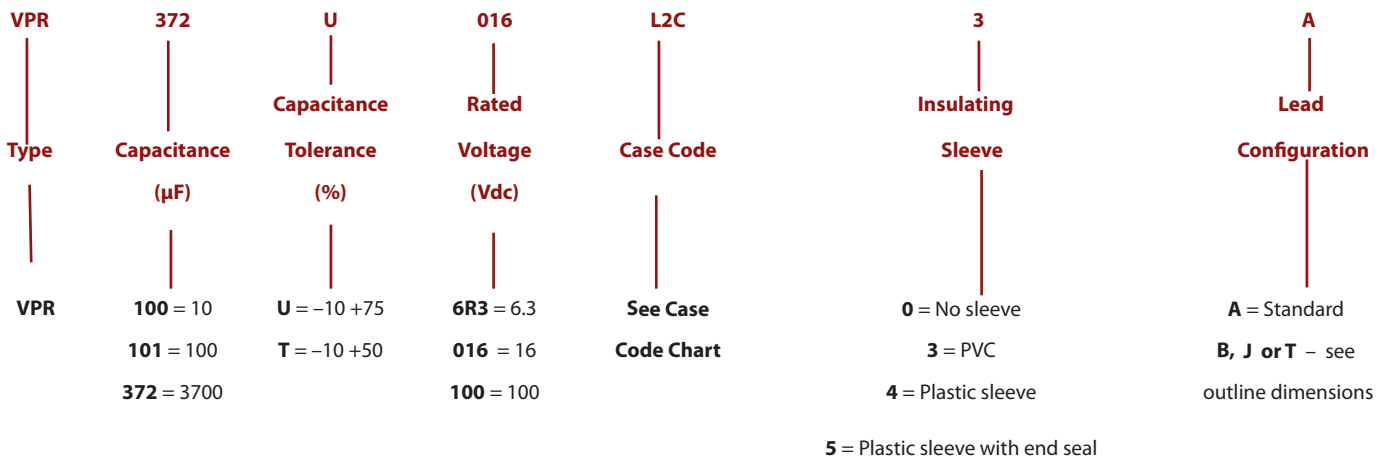 VPR 372 U 016 L2C 3 A
Capacitance Rated Insulating Lead
Type Capacitance Tolerance Voltage Case Code Sleeve Configuration
(µF) (%) (Vdc)
VPR 100 = 10 U = –10 +75 6R3 = 6.3 See Case 0 = No sleeve A = Standard
101 = 100 T = –10 +50 016 = 16 Code Chart 3 = PVC B, J or T – see
372 = 3700 100 = 100 4 = Plastic sleeve outline dimensions
5 = Plastic sleeve with end seal